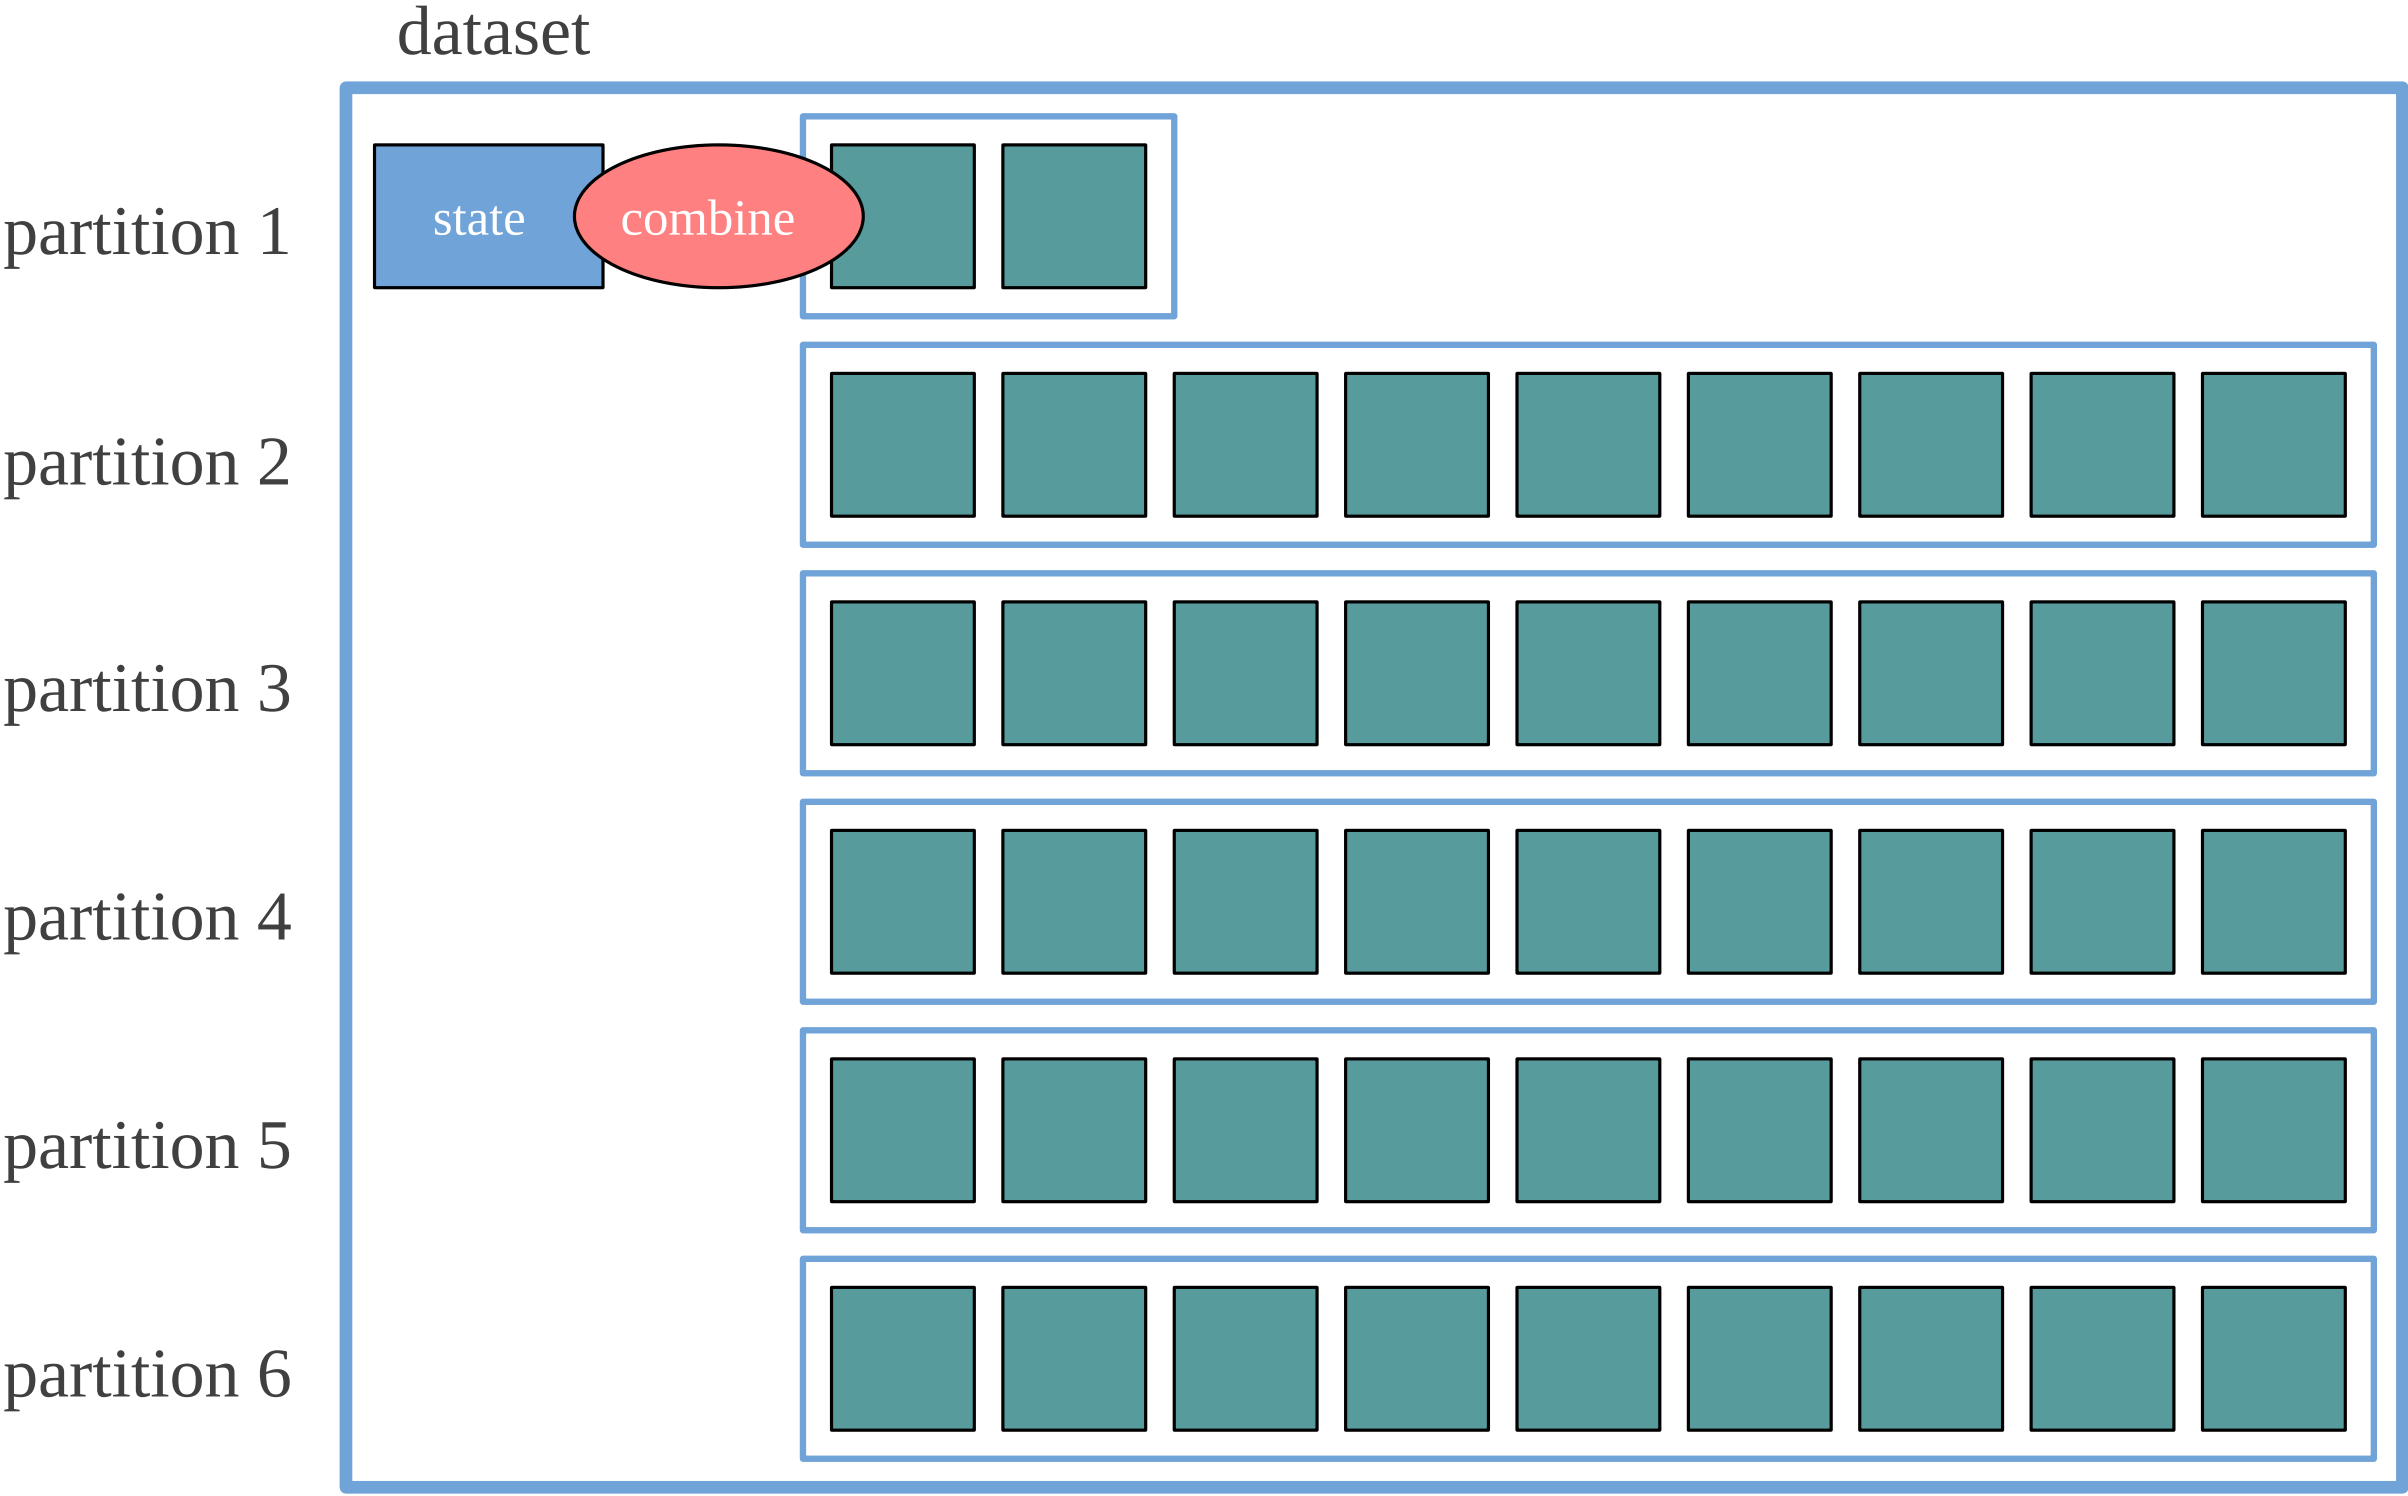 dataset
partition 1
state
combine
partition 2
partition 3
partition 4
partition 5
partition 6